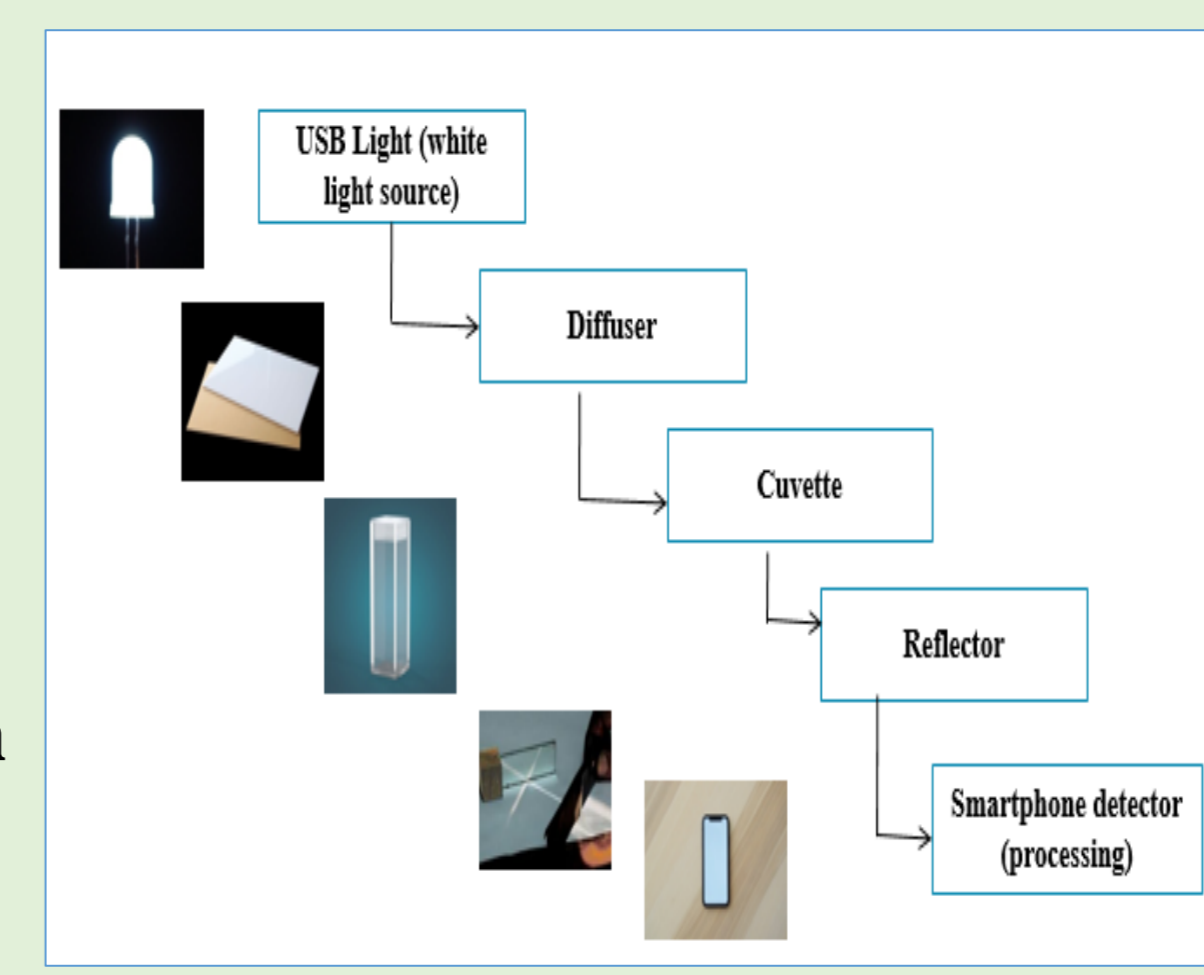 USB Light (white
light source)
Diffuser
Cuvette
Reflector
Smartphone detector
(processing)